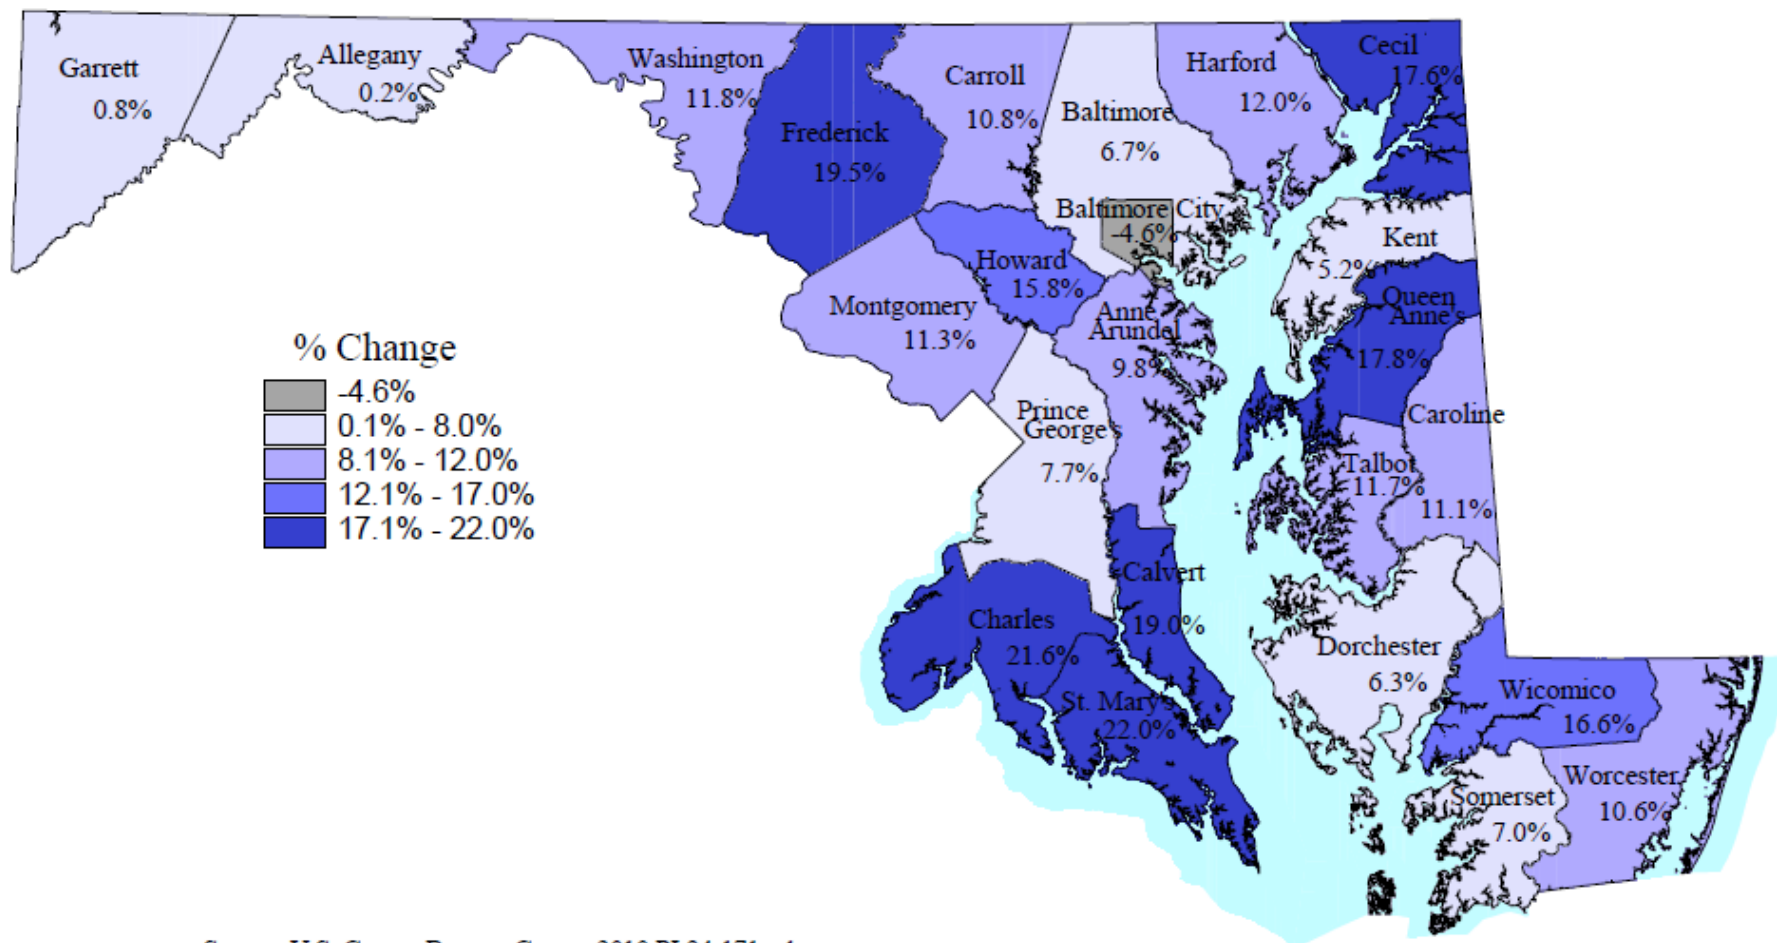 Garrett
0.8%
Allegany
0.2%
Washington
11.8%
Frederick
19.5%
Carroll
10.8%
Baltimore
6.7%
Harford
12.0%
Cecil
17.6%
Baltimore City
-4.6%
Kent
5.2%
Howard
15.8%
Montgomery
11.3%
Anne
Arundel
9.8%
Queen
Anne's
17.8%
% Change
-4.6%
0.1% - 8.0%
8.1% - 12.0%
12.1% - 17.0%
17.1% - 22.0%
Prince
George's
7.7%
Caroline
11.1%
Talbot
11.7%
Calvert
19.0%
Charles
21.6%
St. Mary's
22.0%
Dorchester
6.3%
Wicomico
16.6%
Somerset
7.0%
Worcester
10.6%